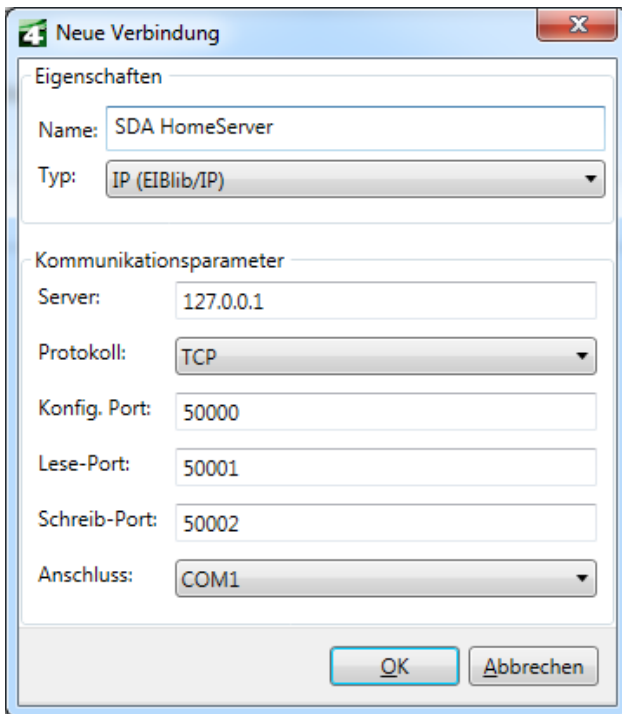 4 Neue Verbindung
Eigenschaften
Name: SDA HomeServer
Typ: IP (EIBlib/IP)
Kommunikationsparameter
Server: 127.0.0.1
Protokoll: TCP
Konfig. Port: 50000
Lese-Port: 50001
Schreib-Port: 50002
Anschluss: COM1
OK Abbrechen